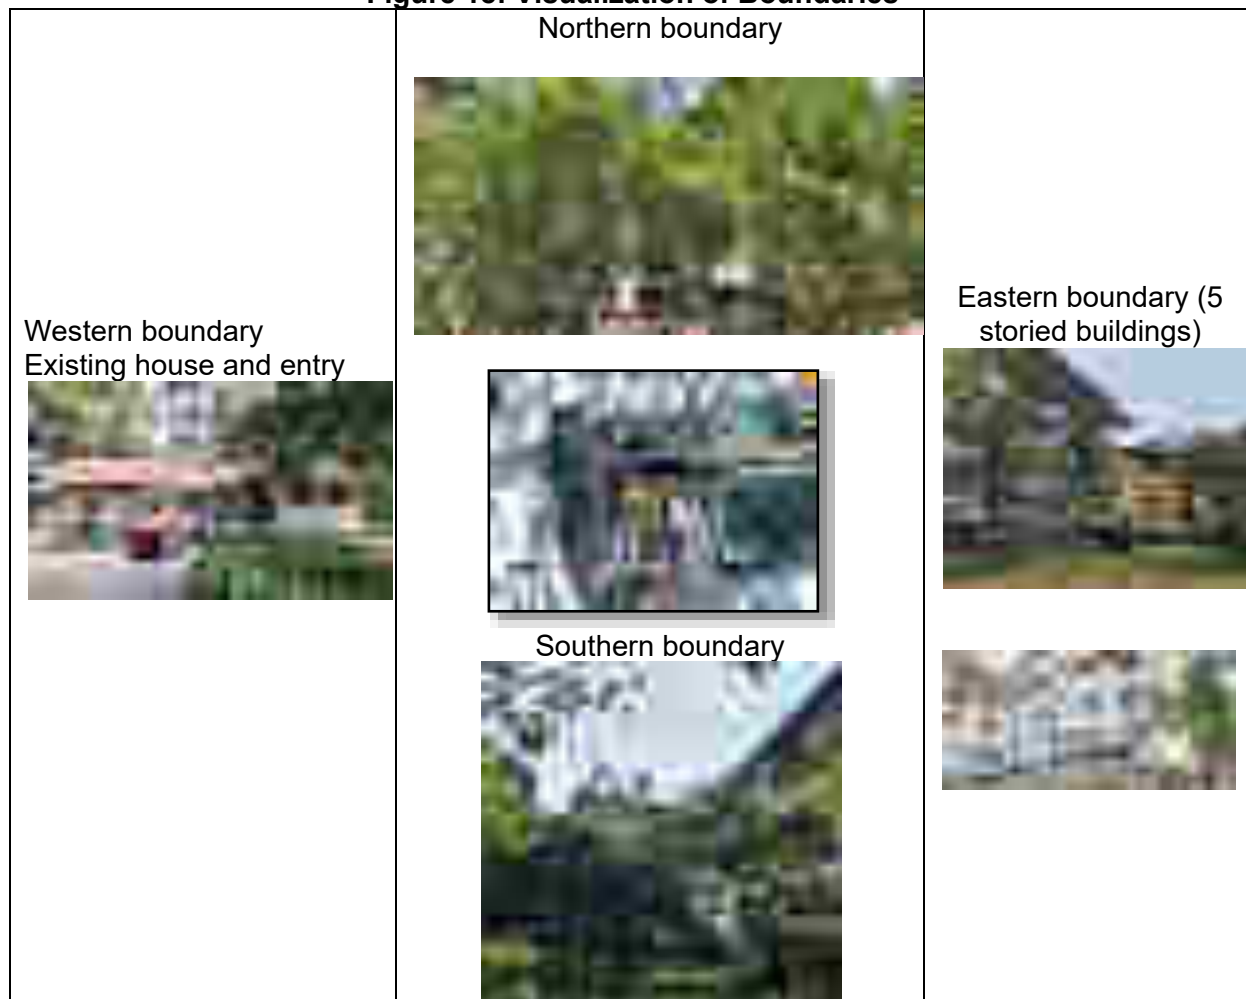 Northern boundary
Western boundary
Existing house and entry
Eastern boundary (5
storied buildings)
Southern boundary